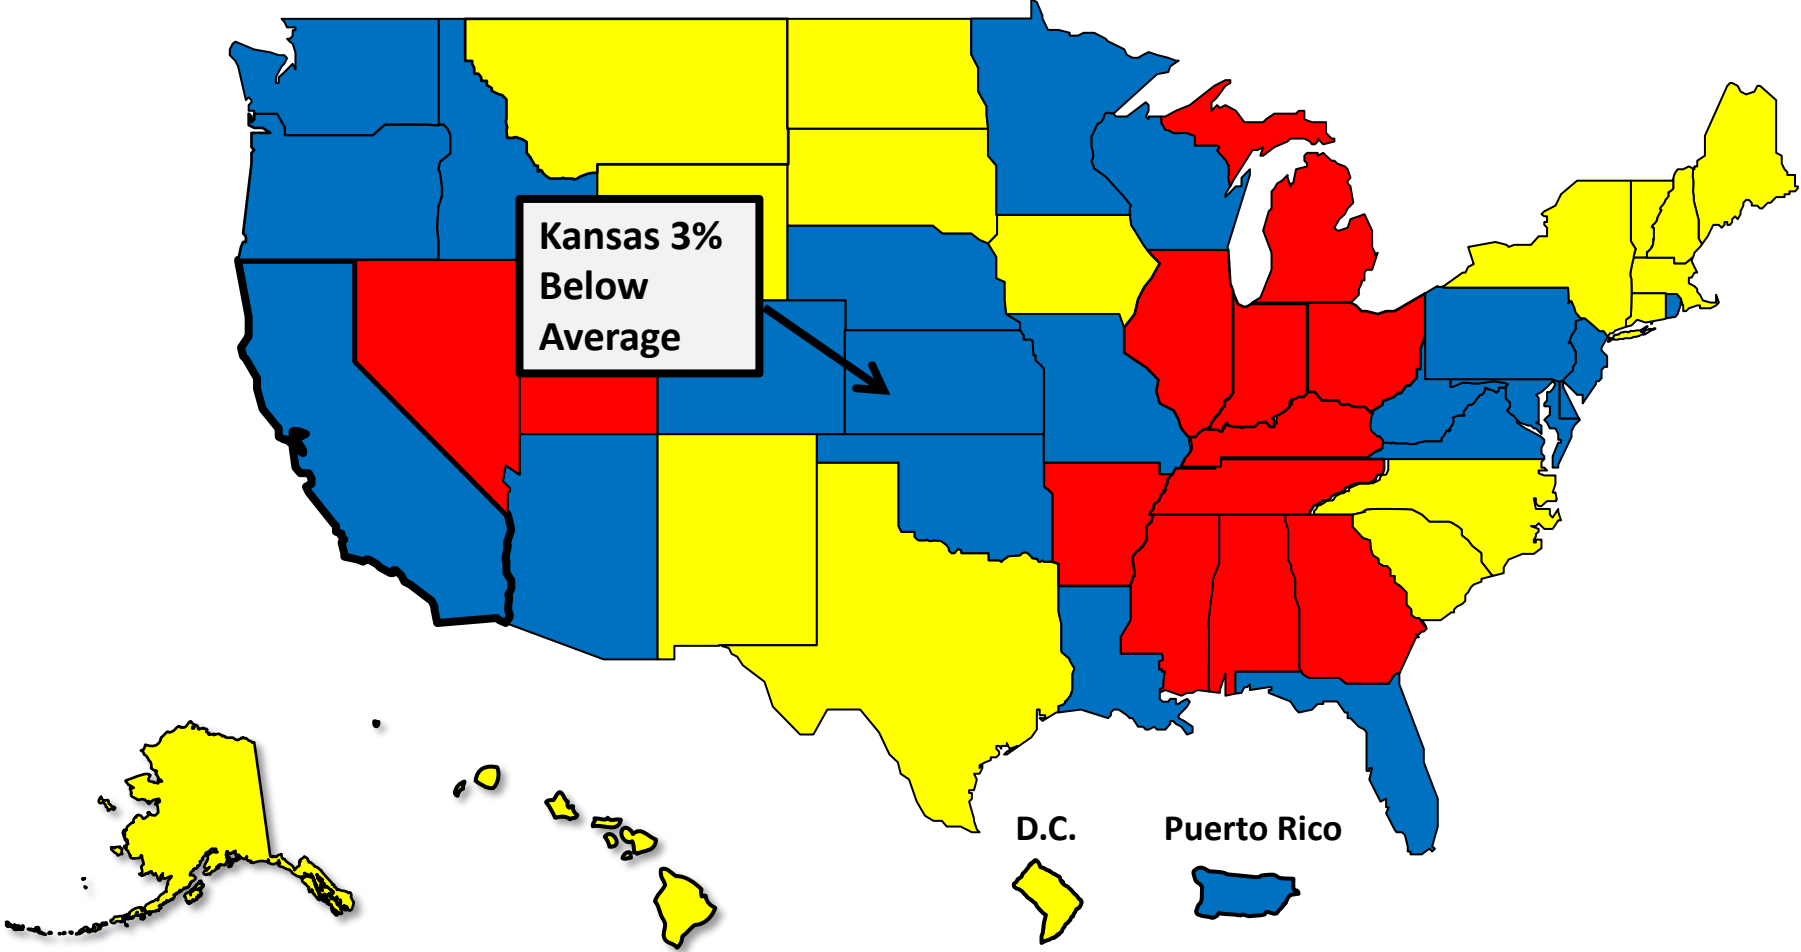 Kansas 3%
Below
Average
D.C.
Puerto Rico